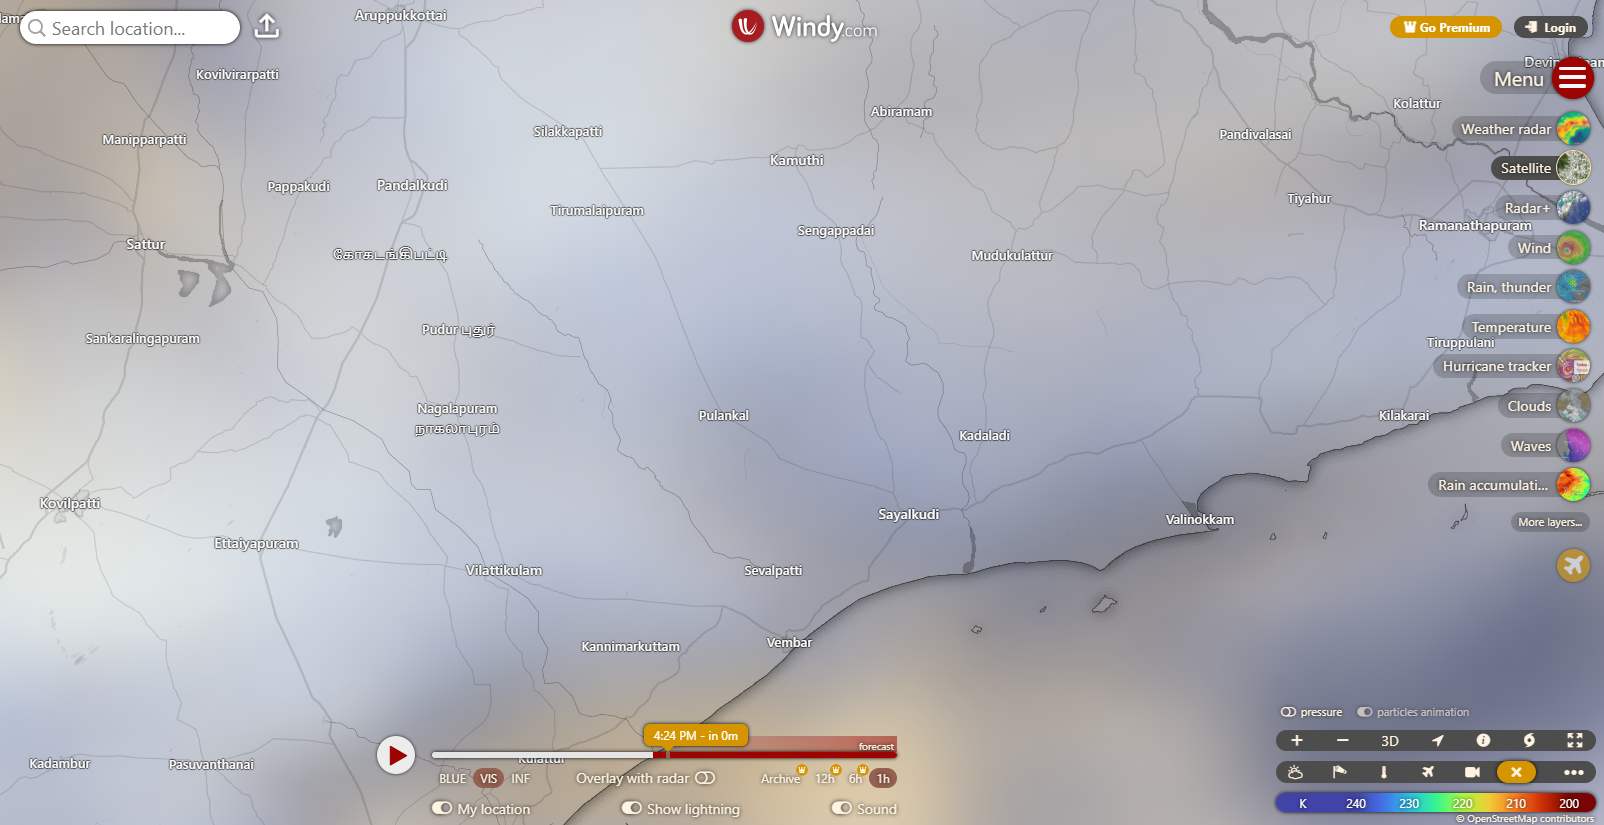 Aruppukkottai
Search location...
Windy.com
Go Premium
Login
Menu
Kovilvirarpatti
Kolattur
Abiramam
Manipparpatti
Silakkapatti
Pandivalasai
Weather radar
Kamuthi
Satellite
Pappakudi
Pandalkudi
Tirumalaipuram
Tiyahur
Radar+
Ramanathapuram
Sengappadai
Sattur
கோகடங்கிபட்டி
Mudukulattur
Wind
Rain, thunder
Sankaralingapuram
Pudur புதூர்
Temperature
Tiruppulani
Hurricane tracker
Nagalapuram
நாகலாபுரம்
Pulankal
Kilakarai
Clouds
Kadaladi
Waves
Rain accumulati...
Kovilpatti
Sayalkudi
Valinokkam
More layers...
Ettaiyapuram
Vilattikulam
Sevalpatti
Kannimarkuttam
Vembar
pressure
particles animation
4:24 PM - in 0m
forecast
3D
Kadambur
Pasuvanthanai
Kulattur
BLUE VIS INF
Overlay with radar
Archive 12h 6h 1h
My location
Show lightning
Sound
K 240 230 220 210 200
© OpenStreetMap contributors